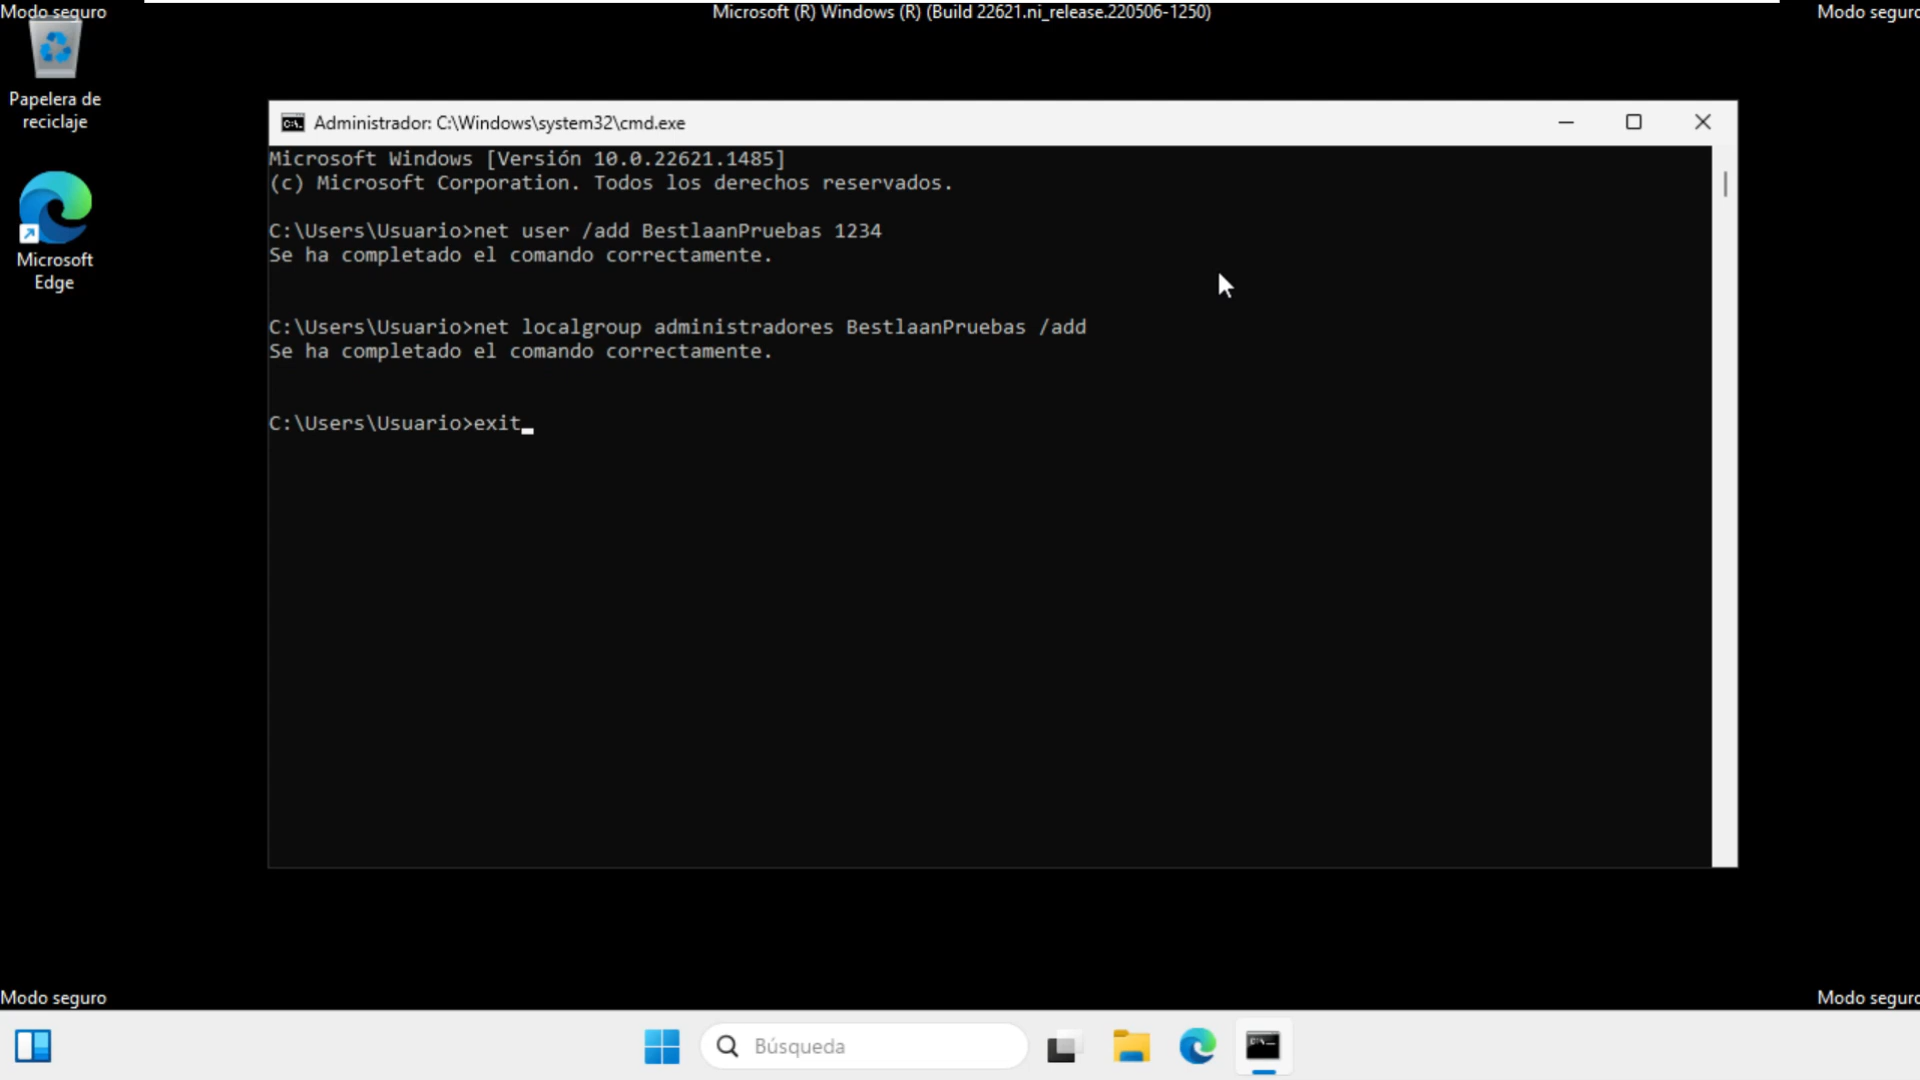 Modo seguro
Microsoft (R) Windows (R) (Build 22621.ni_release.220506-1250)
Modo seguro
Papelera de
reciclaje
Microsoft
Edge
Administrador: C:\Windows\system32\cmd.exe
Microsoft Windows [Versión 10.0.22621.1485]
(c) Microsoft Corporation. Todos los derechos reservados.
C:\Users\Usuario>net user /add BestlaanPruebas 1234
Se ha completado el comando correctamente.
C:\Users\Usuario>net localgroup administradores BestlaanPruebas /add
Se ha completado el comando correctamente.
C:\Users\Usuario>exit
Modo seguro
Modo seguro
Búsqueda